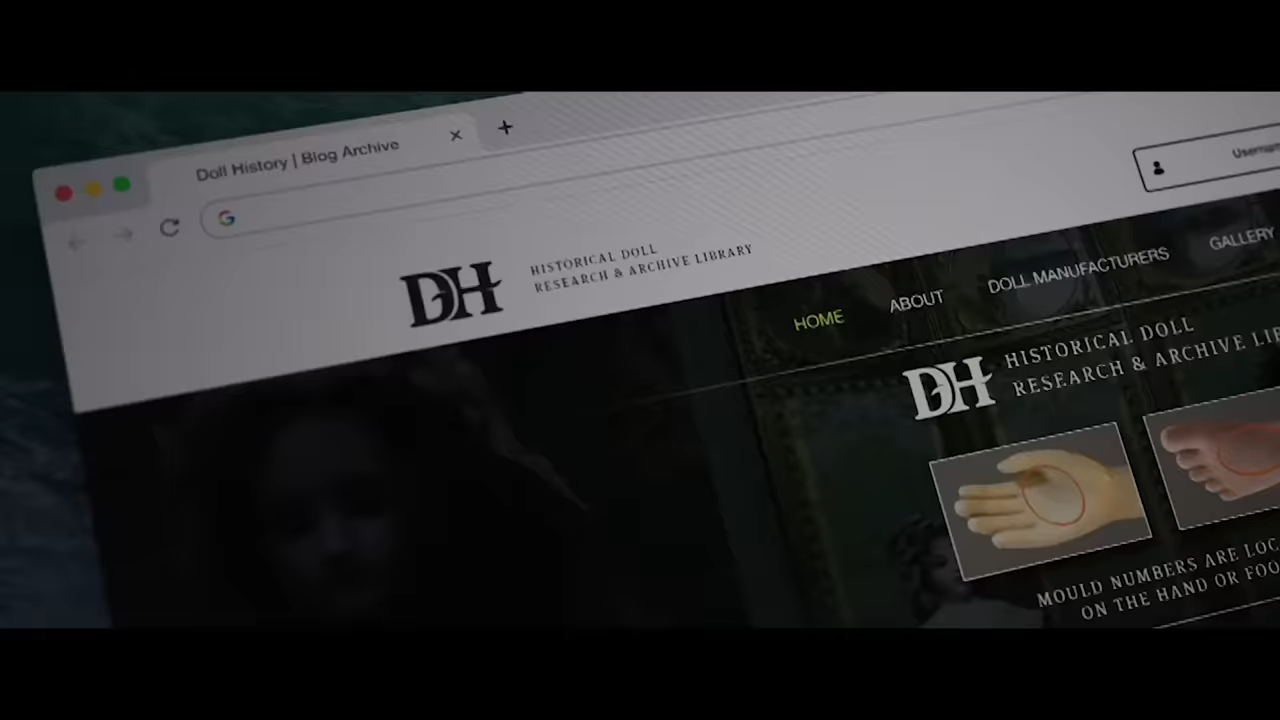 Doll History | Blog Archive
DH
HISTORICAL DOLL
RESEARCH & ARCHIVE LIBRARY
HOME
ABOUT
DOLL MANUFACTURERS
GALLERY
DH
HISTORICAL DOLL
RESEARCH & ARCHIVE
MOULD NUMBERS ARE
ON THE HAND OR